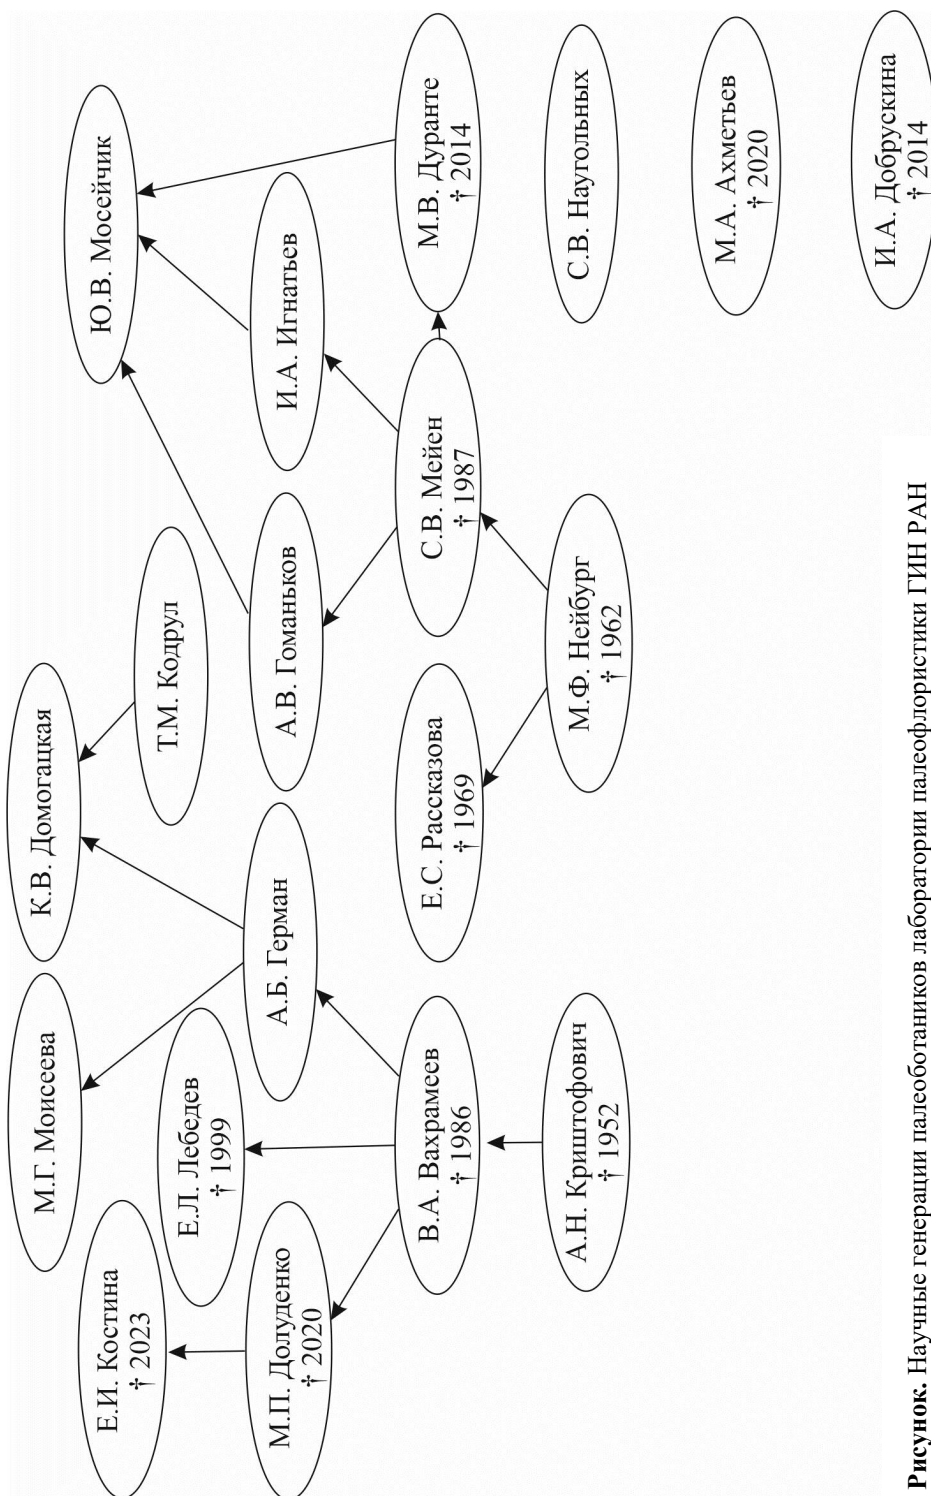 М.Г. Моисеева
К.В. Домогацкая
Е.И. Костина
† 2023
Ю.В. Мосейчик
Е.Л. Лебедев
† 1999
Т.М. Кодрул
М.П. Долуденко
† 2020
А.Б. Герман
А.В. Гоманьков
И.А. Игнатьев
В.А. Вахрамеев
† 1986
Е.С. Рассказова
† 1969
С.В. Мейен
† 1987
М.В. Дуранте
† 2014
А.Н. Криштофович
† 1952
М.Ф. Нейбург
† 1962
С.В. Наугольных
М.А. Ахметьев
† 2020
И.А. Добрускина
† 2014
Рисунок. Научные генерации палеоботаников лаборатории палеофлористики ГИН РАН